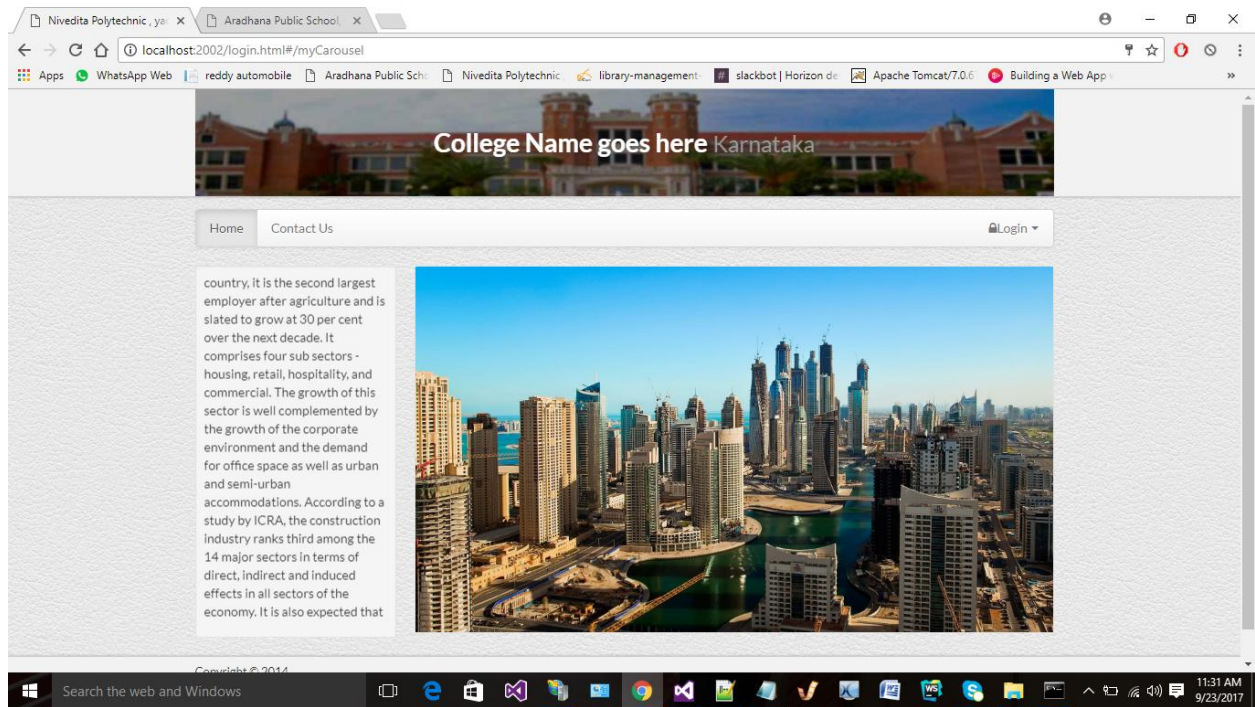 Nivedita Polytechnic , ya
Aradhana Public School,
localhost:2002/login.html#/myCarousel
Apps WhatsApp Web reddy automobile Aradhana Public Sch Nivedita Polytechnic library-management- slackbot | Horizon de Apache Tomcat/7.0.6 Building a Web App
College Name goes here Karnataka
Home Contact Us Login
country, it is the second largest
employer after agriculture and is
slated to grow at 30 per cent
over the next decade. It
comprises four sub sectors -
housing, retail, hospitality, and
commercial. The growth of this
sector is well complemented by
the growth of the corporate
environment and the demand
for office space as well as urban
and semi-urban
accommodations. According to a
study by ICRA, the construction
industry ranks third among the
14 major sectors in terms of
direct, indirect and induced
effects in all sectors of the
economy. It is also expected that
Copyright © 2014
Search the web and Windows
11:31 AM
9/23/2017